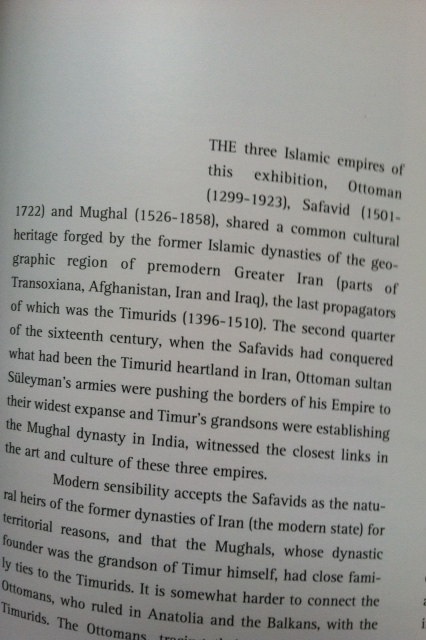 THE three Islamic empires of
this exhibition, Ottoman
(1299-1923), Safavid (1501-
1722) and Mughal (1526-1858), shared a common cultural
heritage forged by the former Islamic dynasties of the geo-
graphic region of premodern Greater Iran (parts of
Transoxiana, Afghanistan, Iran and Iraq), the last propagators
of which was the Timurids (1396-1510). The second quarter
of the sixteenth century, when the Safavids had conquered
what had been the Timurid heartland in Iran, Ottoman sultan
Süleyman's armies were pushing the borders of his Empire to
their widest expanse and Timur's grandsons were establishing
the Mughal dynasty in India, witnessed the closest links in
the art and culture of these three empires.
Modern sensibility accepts the Safavids as the natu-
ral heirs of the former dynasties of Iran (the modern state) for
territorial reasons, and that the Mughals, whose dynastic
founder was the grandson of Timur himself, had close fami-
ly ties to the Timurids. It is somewhat harder to connect the
Ottomans, who ruled in Anatolia and the Balkans, with the
Timurids. The Ottomans,